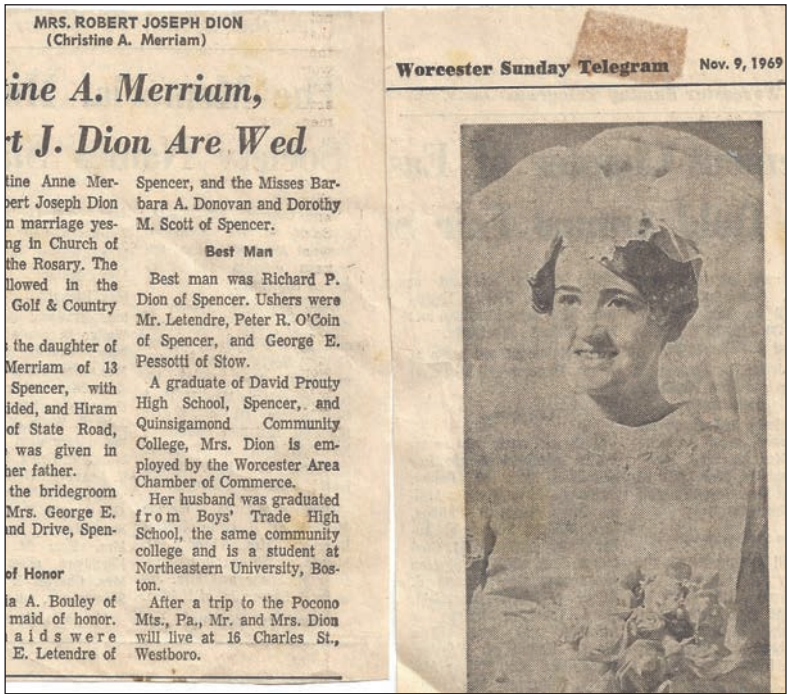 MRS. ROBERT JOSEPH DION
(Christine A. Merriam)
ine A. Merriam,
t J. Dion Are Wed
tine Anne Mer-
bert Joseph Dion
n marriage yes-
ng in Church of
the Rosary. The
llowed in the
Golf & Country
the daughter of
Merriam of 13
Spencer, with
ided, and Hiram
of State Road,
was given in
her father.
the bridegroom
Mrs. George E.
and Drive, Spen-
of Honor
ia A. Bouley of
maid of honor.
aids were
E. Letendre of
Spencer, and the Misses Bar-
bara A. Donovan and Dorothy
M. Scott of Spencer.
Best Man
Best man was Richard P.
Dion of Spencer. Ushers were
Mr. Letendre, Peter R. O'Coin
of Spencer, and George E.
Pessotti of Stow.
A graduate of David Prouty
High School, Spencer, and
Quinsigamond Community
College, Mrs. Dion is em-
ployed by the Worcester Area
Chamber of Commerce.
Her husband was graduated
from Boys' Trade High
School, the same community
college and is a student at
Northeastern University, Bos-
ton.
After a trip to the Pocono
Mts., Pa., Mr. and Mrs. Dion
will live at 16 Charles St.,
Westboro.
Worcester Sunday Telegram Nov. 9, 1969